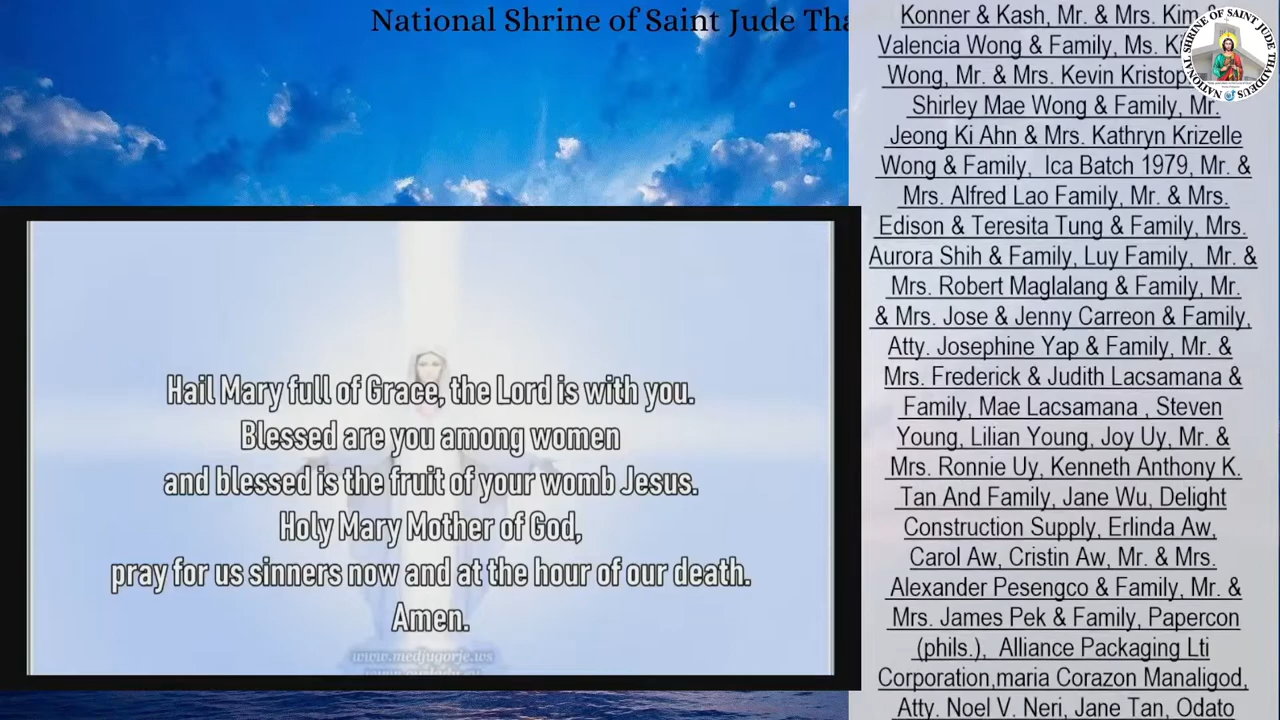 National Shrine of Saint Jude Tha
Hail Mary full of Grace, the Lord is with you.
Blessed are you among women
and blessed is the fruit of your womb Jesus.
Holy Mary Mother of God,
pray for us sinners now and at the hour of our death.
Amen.
www.medjugorje.ws
Konner & Kash, Mr. & Mrs. Kim &
Valencia Wong & Family, Ms.
Wong, Mr. & Mrs. Kevin
Shirley Mae Wong & Family, Mr.
Jeong Ki Ahn & Mrs. Kathryn Krizelle
Wong & Family, Ica Batch 1979, Mr. &
Mrs. Alfred Lao Family, Mr. & Mrs.
Edison & Teresita Tung & Family, Mrs.
Aurora Shih & Family, Luy Family, Mr. &
Mrs. Robert Maglalang & Family, Mr.
& Mrs. Jose & Jenny Carreon & Family,
Atty. Josephine Yap & Family, Mr. &
Mrs. Frederick & Judith Lacsamana &
Family, Mae Lacsamana , Steven
Young, Lilian Young, Joy Uy, Mr. &
Mrs. Ronnie Uy, Kenneth Anthony K.
Tan And Family, Jane Wu, Delight
Construction Supply, Erlinda Aw,
Carol Aw, Cristin Aw, Mr. & Mrs.
Alexander Pesengco & Family, Mr. &
Mrs. James Pek & Family, Papercon
(phils.), Alliance Packaging Lti
Corporation,maria Corazon Manaligod,
Atty. Noel V. Neri, Jane Tan, Odato
NATIONAL SHRINE OF SAINT JUDE THADDEUS